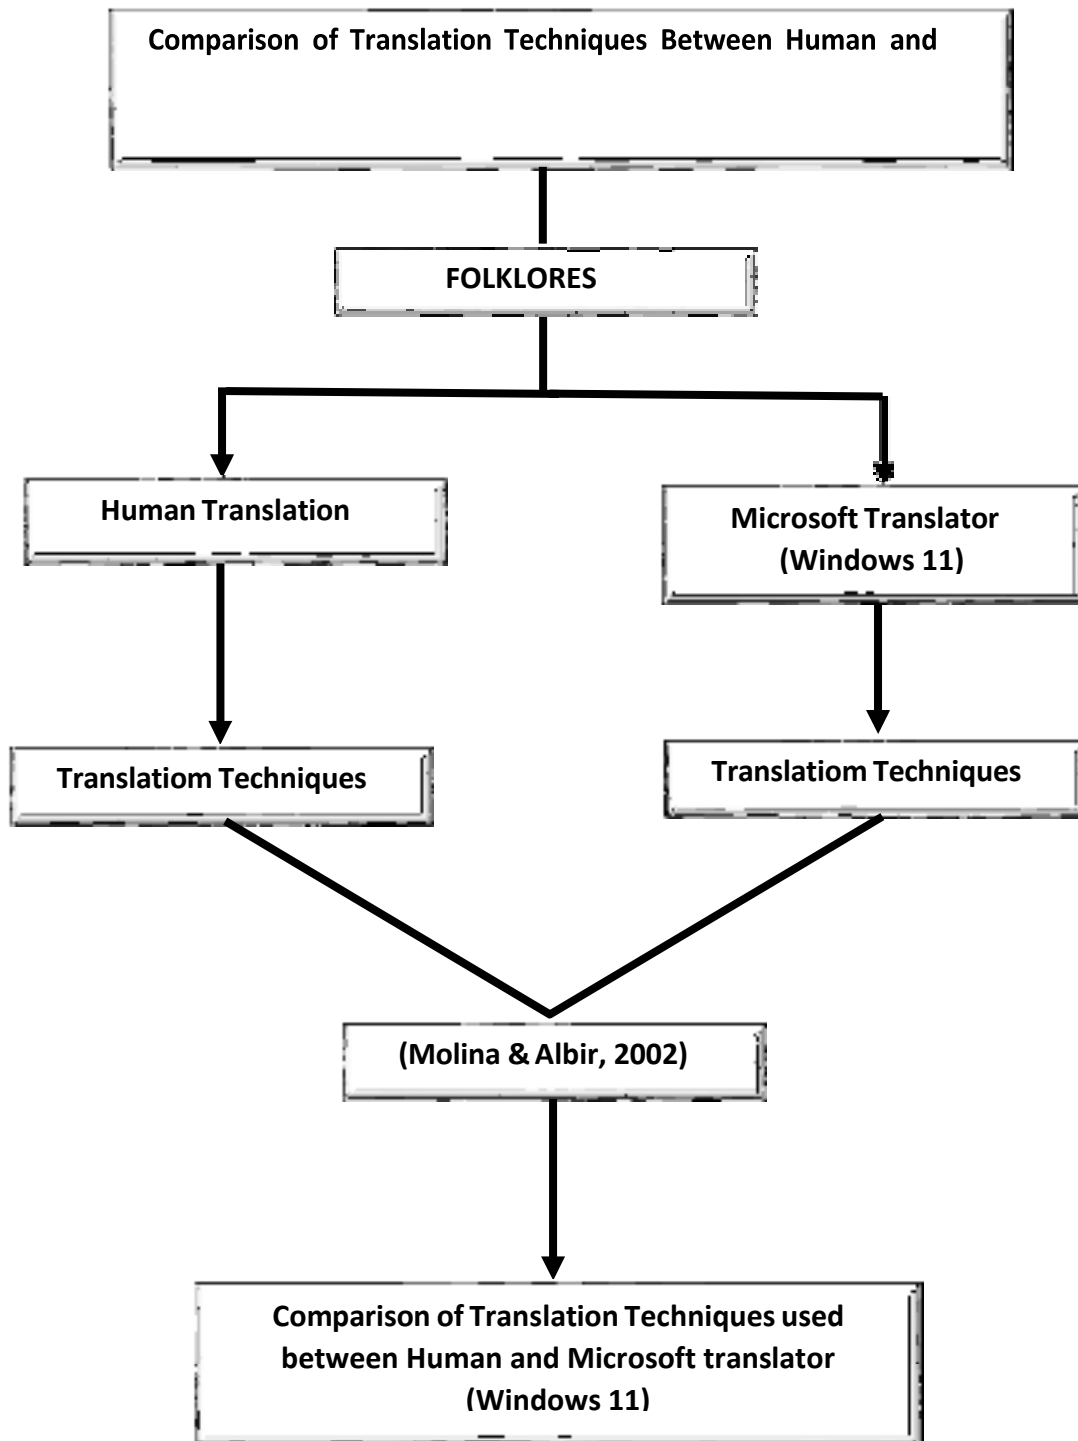 Comparison of Translation Techniques Between Human and
FOLKLORES
Human Translation
Microsoft Translator
(Windows 11)
Translatiom Techniques
Translatiom Techniques
(Molina & Albir, 2002)
Comparison of Translation Techniques used
between Human and Microsoft translator
(Windows 11)